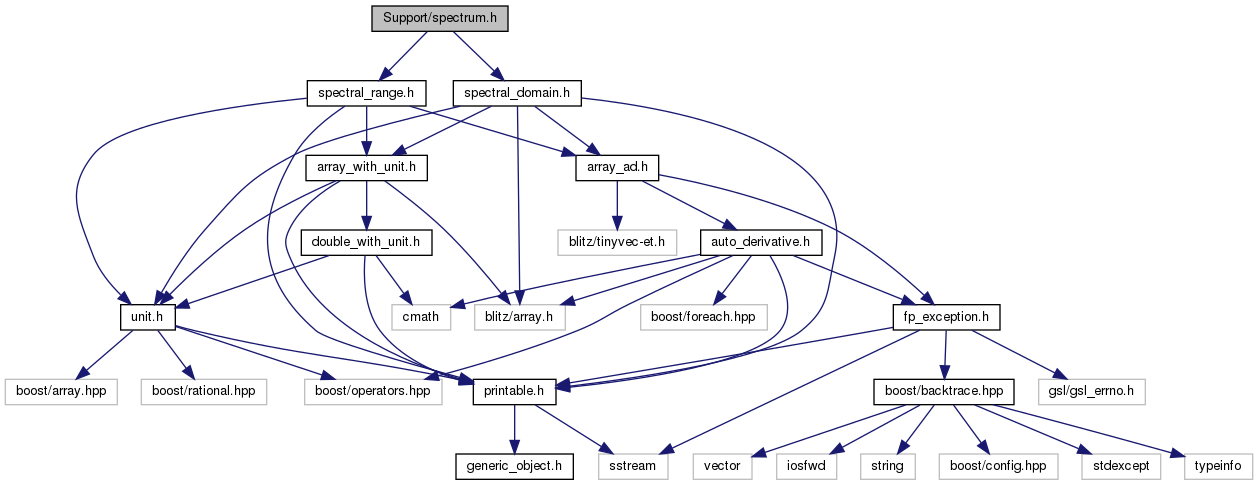 Support/spectrum.h
spectral_range.h
spectral_domain.h
array_with_unit.h
array_ad.h
double_with_unit.h
blitz/tinyvec-et.h
auto_derivative.h
unit.h
cmath
blitz/array.h
boost/foreach.hpp
fp_exception.h
boost/array.hpp
boost/rational.hpp
boost/operators.hpp
printable.h
boost/backtrace.hpp
gsl/gsl_errno.h
generic_object.h
sstream
vector
iosfwd
string
boost/config.hpp
stdexcept
typeinfo